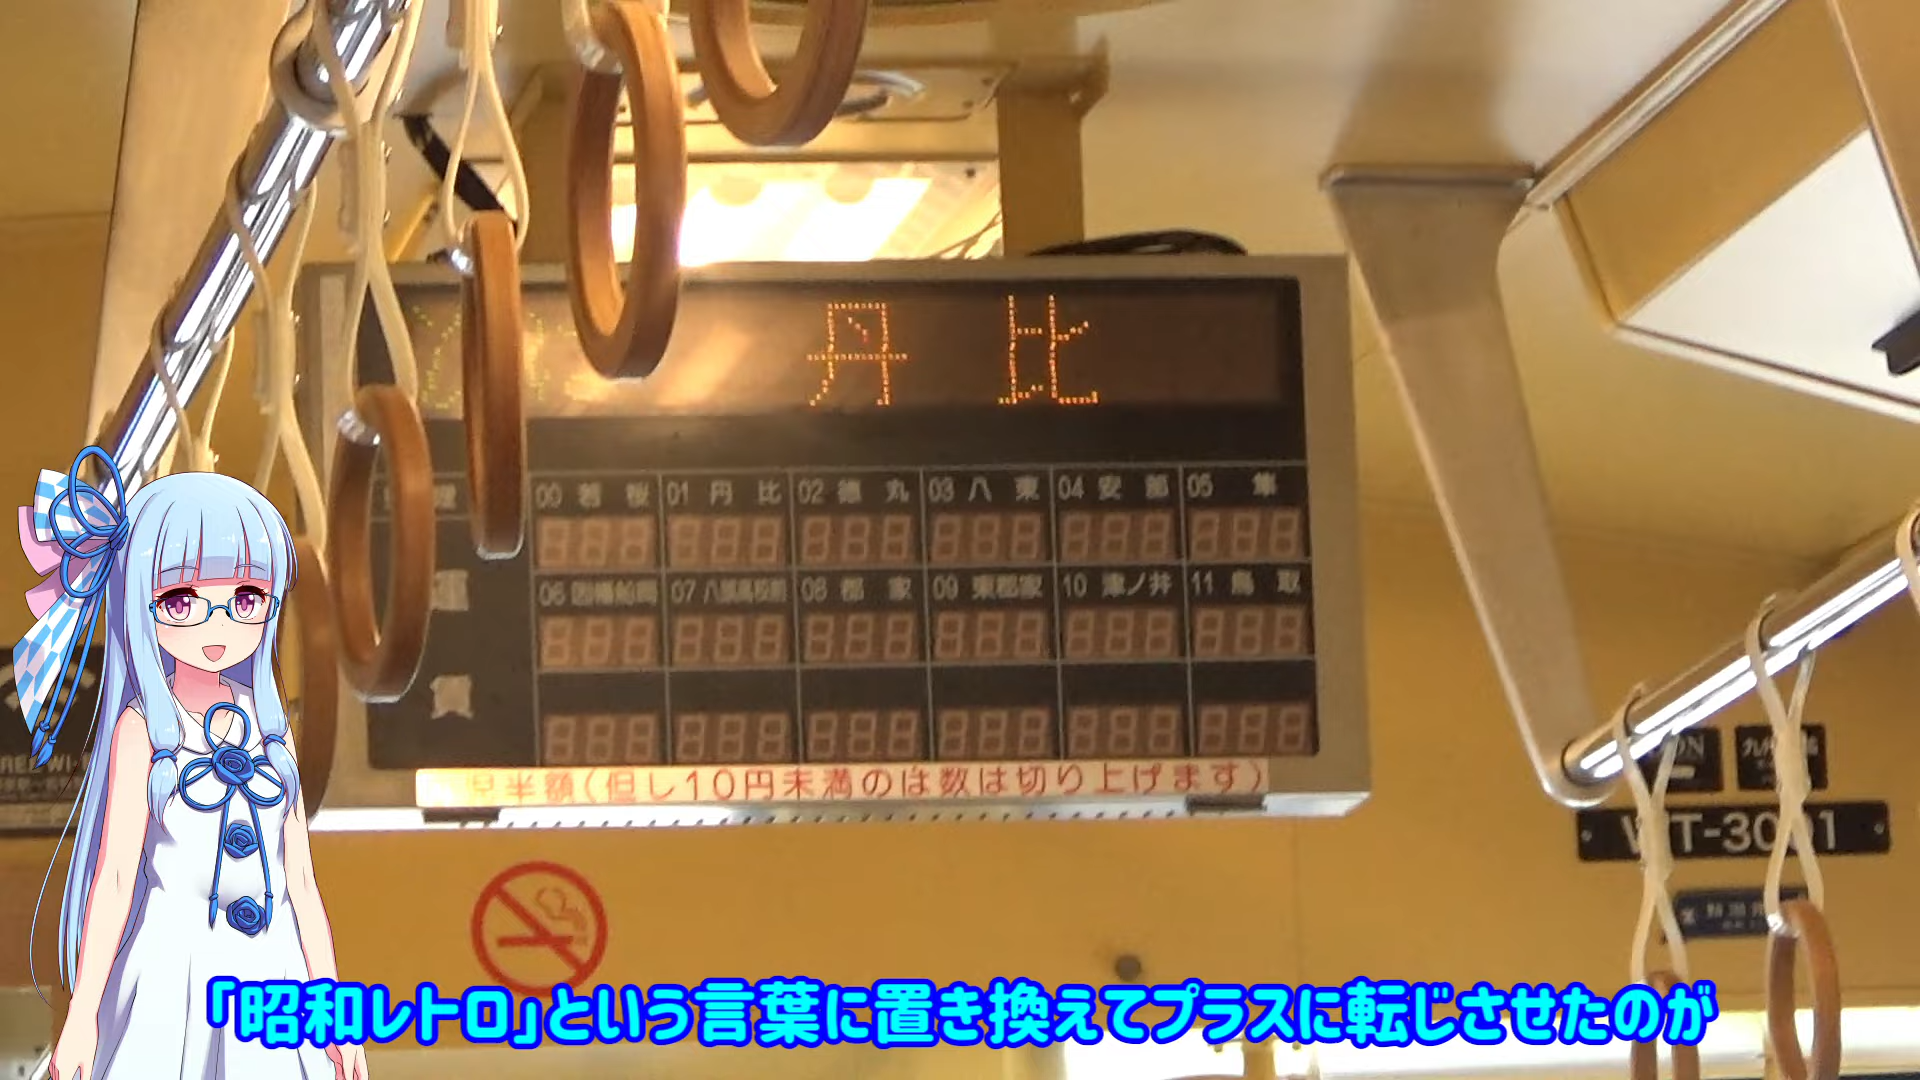 丹 比
00 若 桜 01 丹 比 02 徳 丸 03 八 東 04 安 部 05 隼
運
06 因幡船岡 07 八頭高校前 08 郡 家 09 東郡家 10 津ノ井 11 鳥 取
賃
児半額(但し10円未満のは数は切り上げます)
WT-3001
「昭和レトロ」という言葉に置き換えてプラスに転じさせたのが